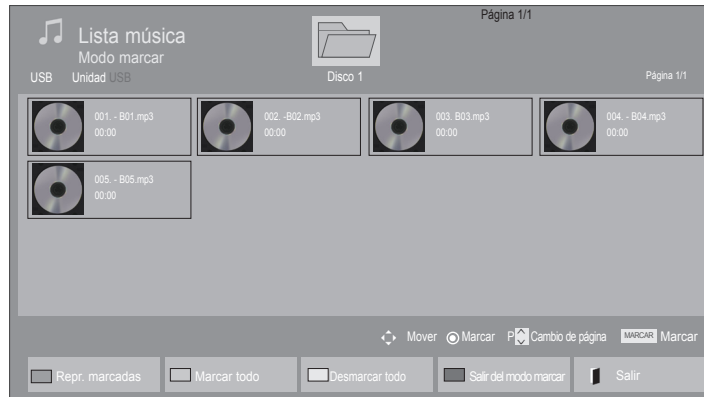 Página 1/1
Lista música
Modo marcar
USB Unidad USB
Disco 1
Página 1/1
001. - B01.mp3
00:00
002. -B02.mp3
00:00
003. B03.mp3
00:00
004. - B04.mp3
00:00
005. - B05.mp3
00:00
Mover Marcar P Cambio de página MARCAR Marcar
Repr. marcadas Marcar todo Desmarcar todo Salir del modo marcar Salir